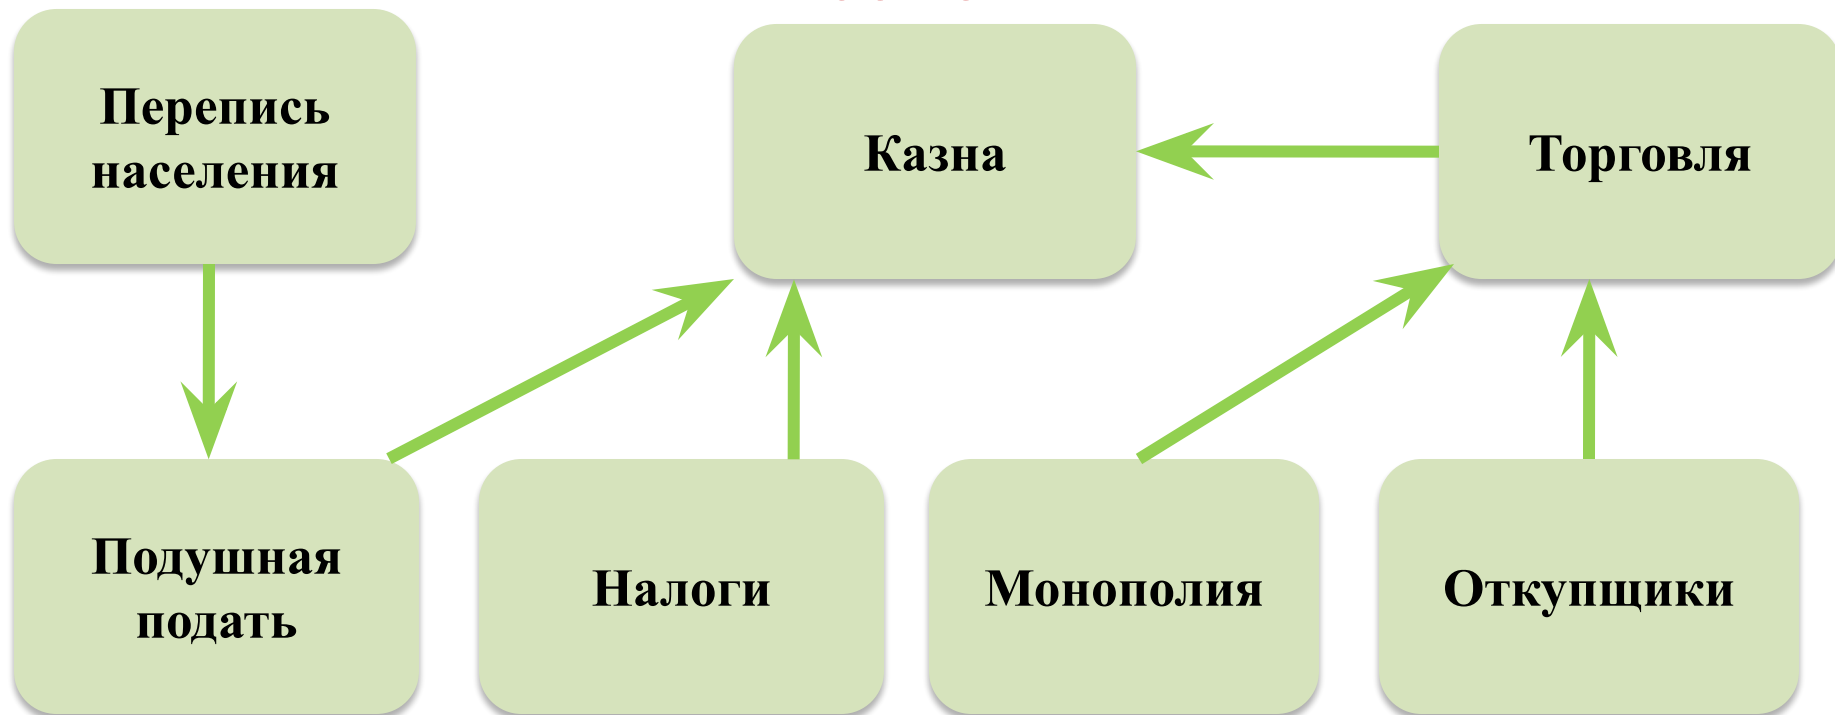 Перепись
населения
Казна
Торговля
Подушная
подать
Налоги
Монополия
Откупщики